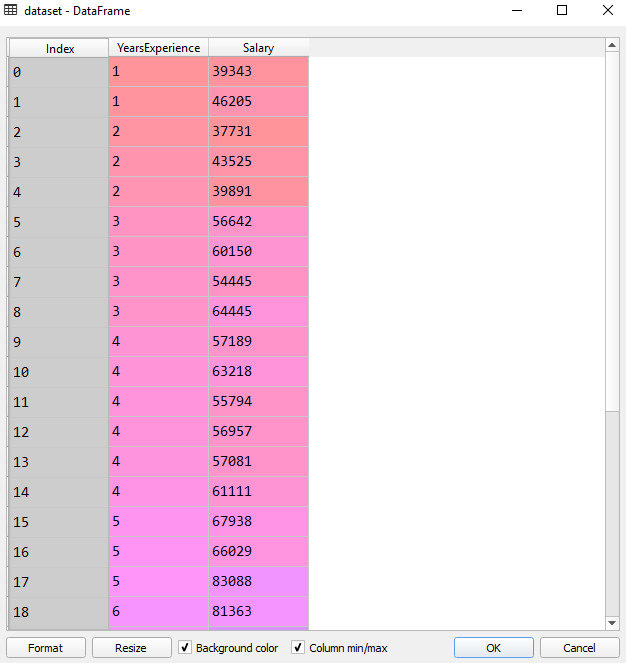 dataset - DataFrame
Index YearsExperience Salary
0 1 39343
1 1 46205
2 2 37731
3 2 43525
4 2 39891
5 3 56642
6 3 60150
7 3 54445
8 3 64445
9 4 57189
10 4 63218
11 4 55794
12 4 56957
13 4 57081
14 4 61111
15 5 67938
16 5 66029
17 5 83088
18 6 81363
Format Resize Background color Column min/max OK Cancel